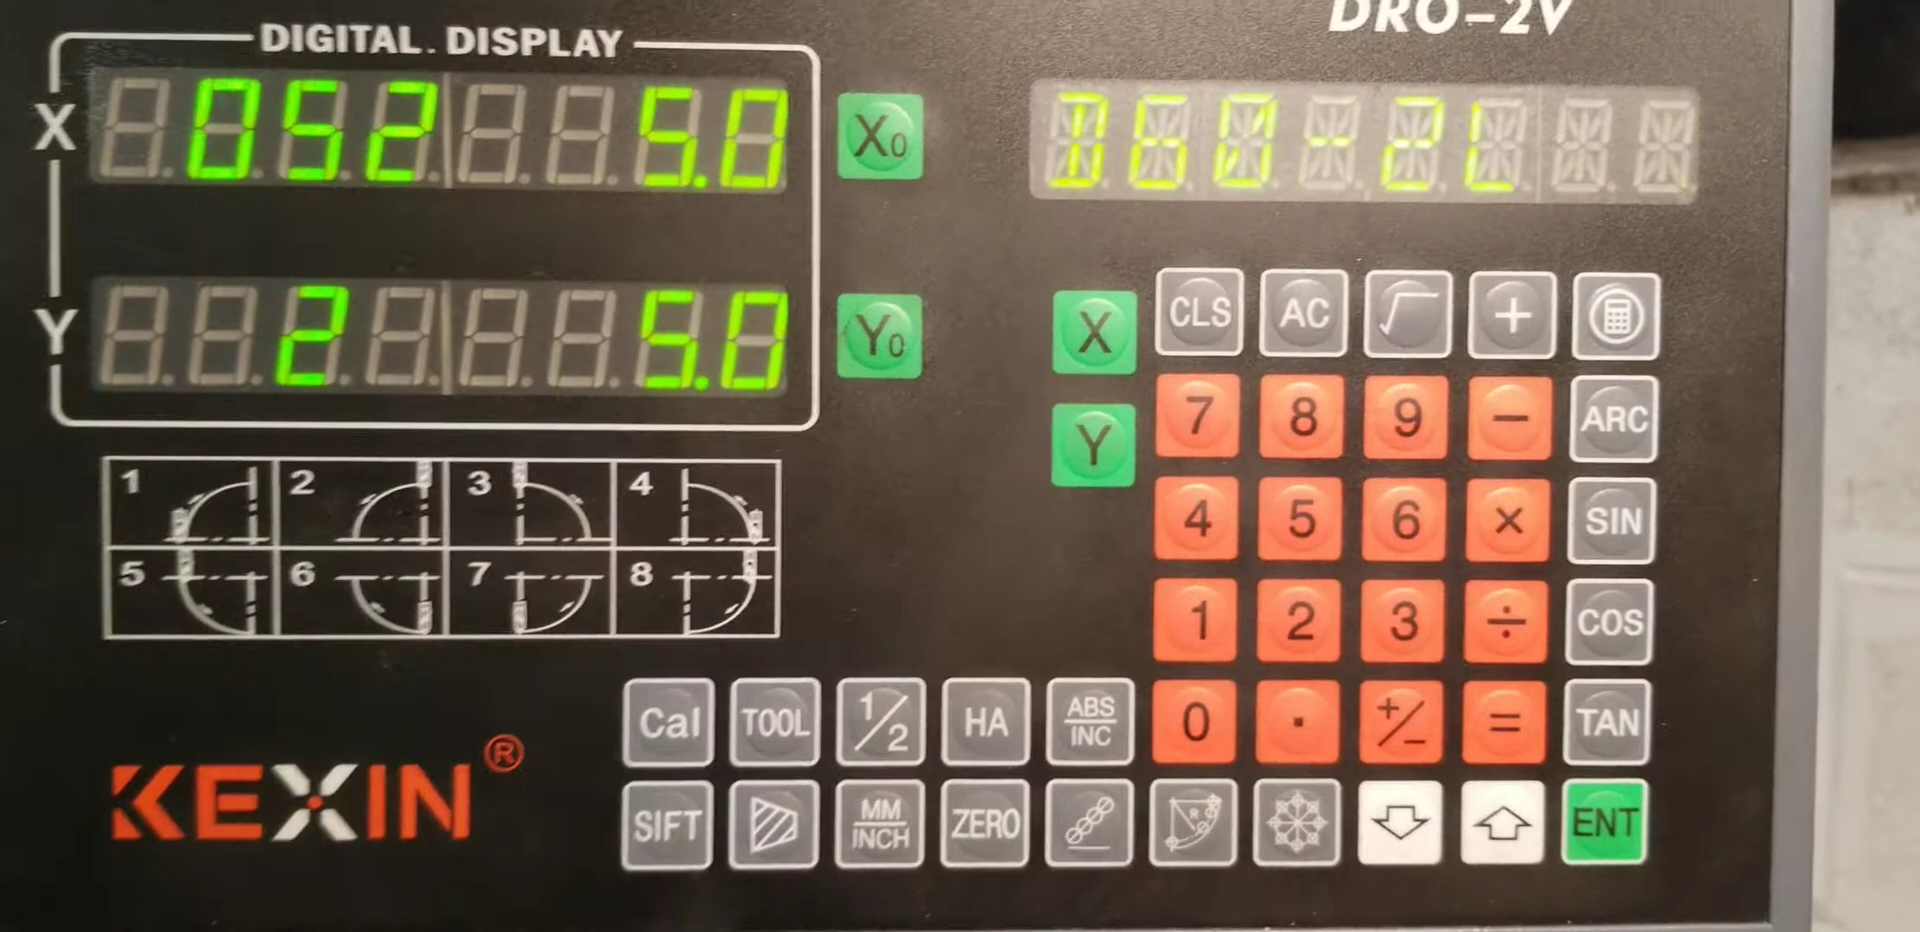 DRO-2V
DIGITAL. DISPLAY
X 052 5.0 X0 D60-2L
Y 2 5.0 Y0
X CLS AC √ +
7 8 9 − ARC
Y
4 5 6 × SIN
1 2 3 4
5 6 7 8
1 2 3 ÷ COS
Cal TOOL 1/2 HA ABS/INC 0 . +/− = TAN
KEXIN®
SIFT MM/INCH ZERO R ENT